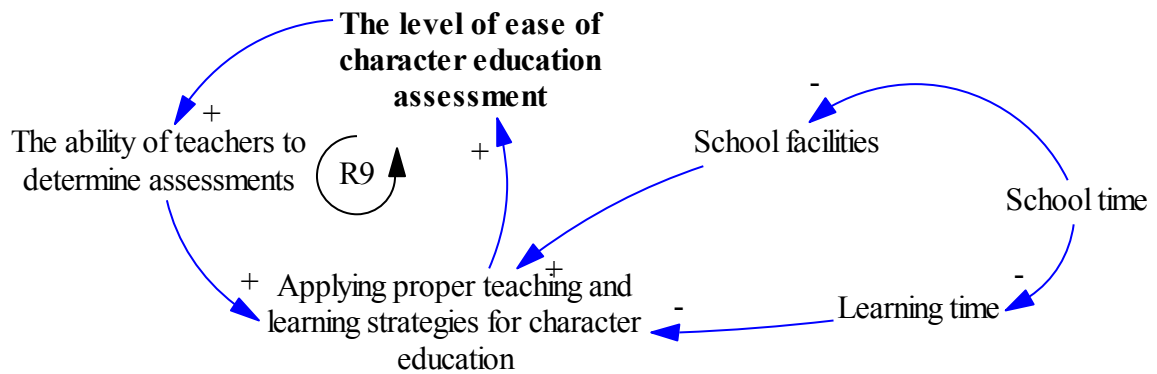 The level of ease of
character education
assessment
-
+
The ability of teachers to
determine assessments
R9
+
School facilities
School time
+
+
-
-
Applying proper teaching and
learning strategies for character
education
Learning time